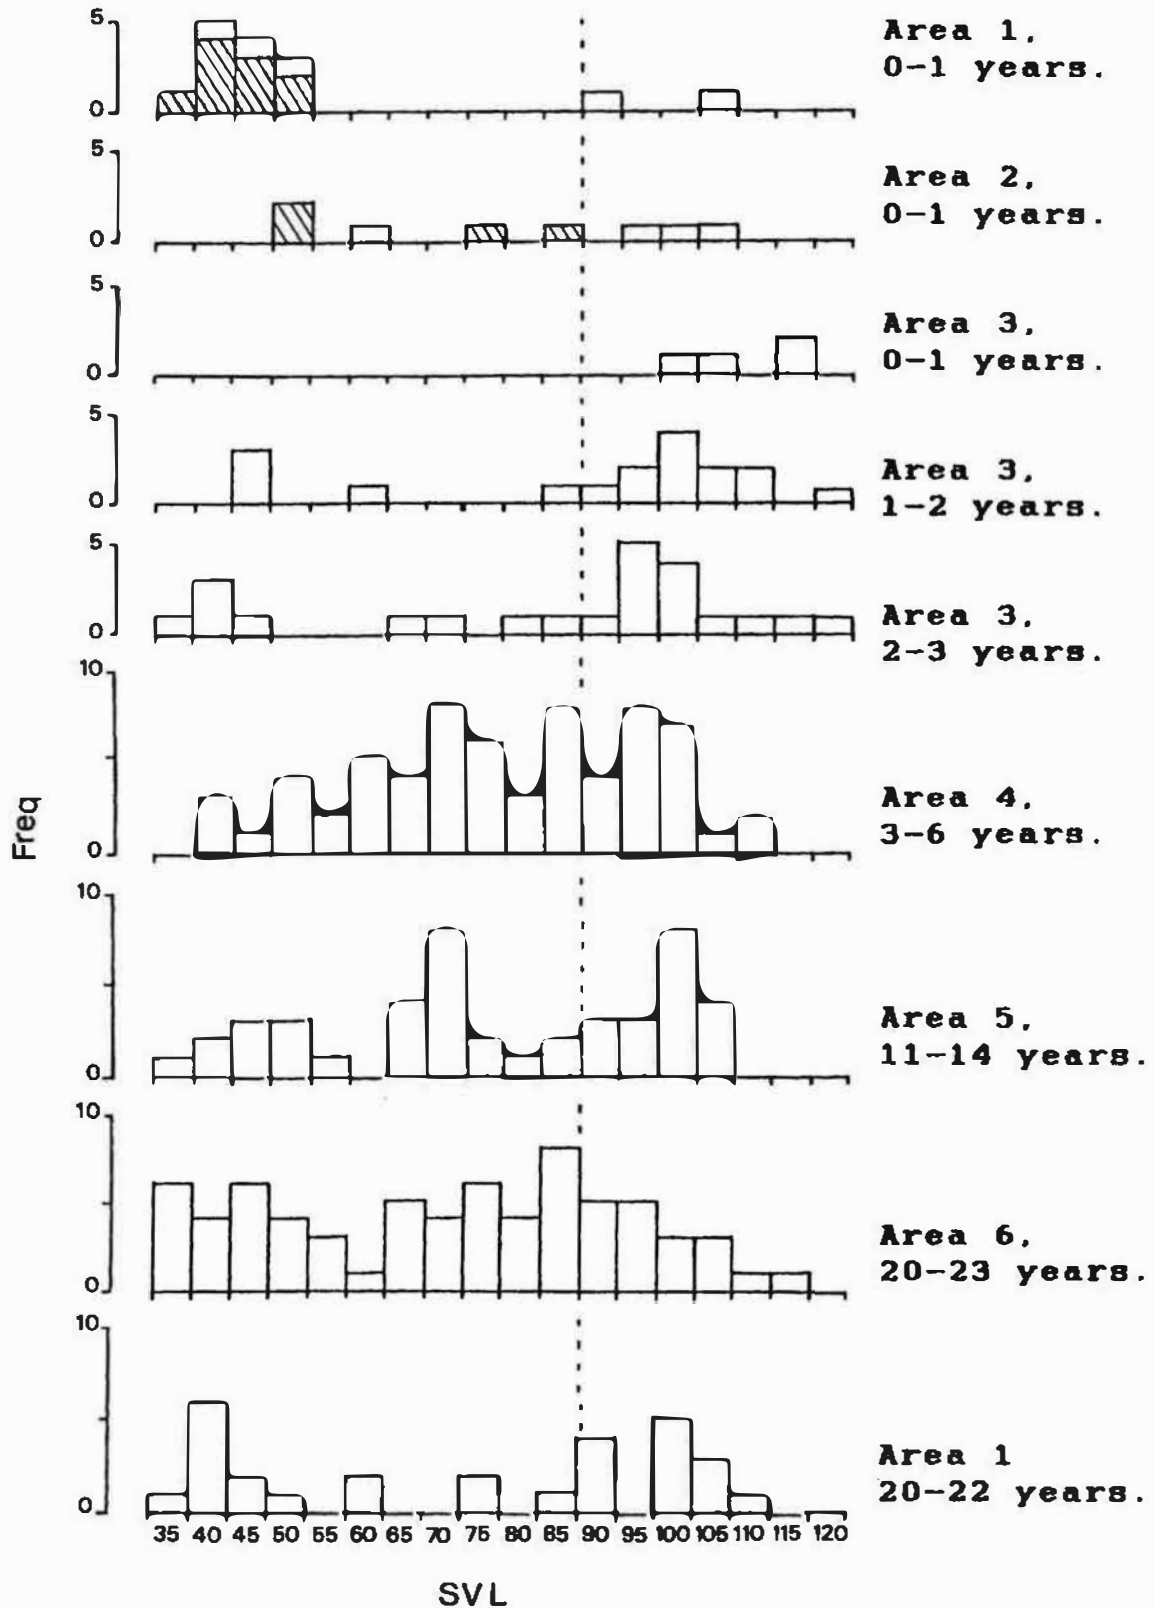 5
0
Area 1,
0-1 years.
5
0
Area 2,
0-1 years.
5
0
Area 3,
0-1 years.
5
0
Area 3,
1-2 years.
5
0
Area 3,
2-3 years.
10
0
Area 4,
3-6 years.
Freq
10
0
Area 5,
11-14 years.
10
0
Area 6,
20-23 years.
10
0
Area 1
20-22 years.
35 40 45 50 55 60 65 70 75 80 85 90 95 100 105 110 115 120
SVL